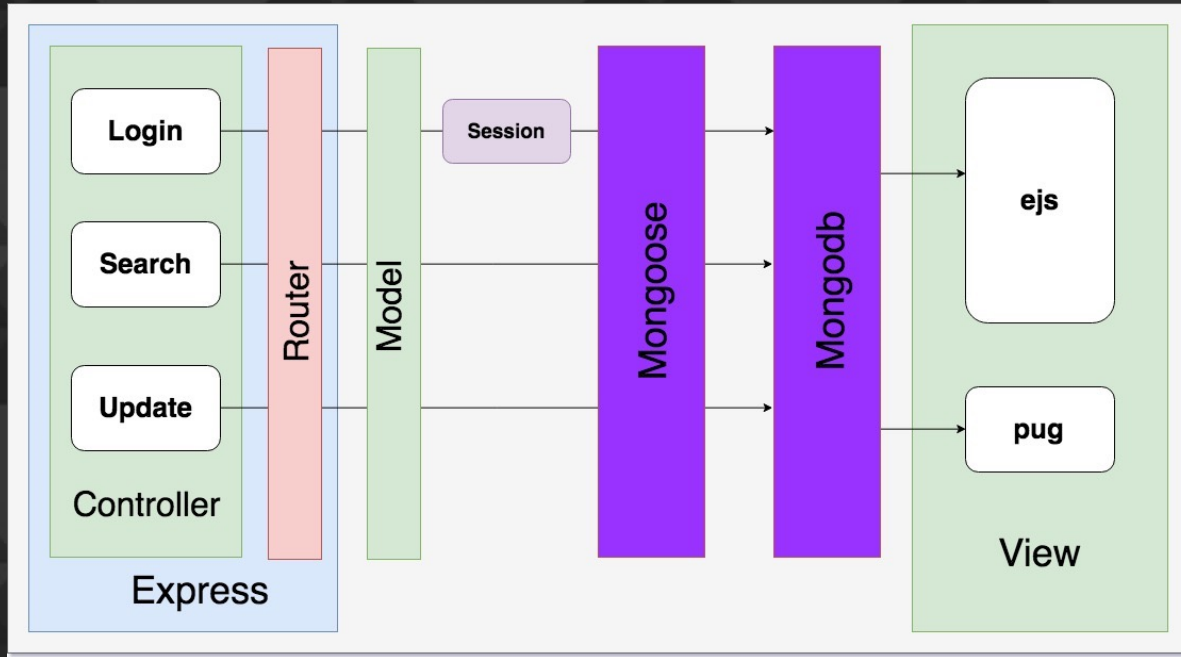 Login
Search
Update
Controller
Express
Router
Model
Session
Mongoose
Mongodb
ejs
pug
View